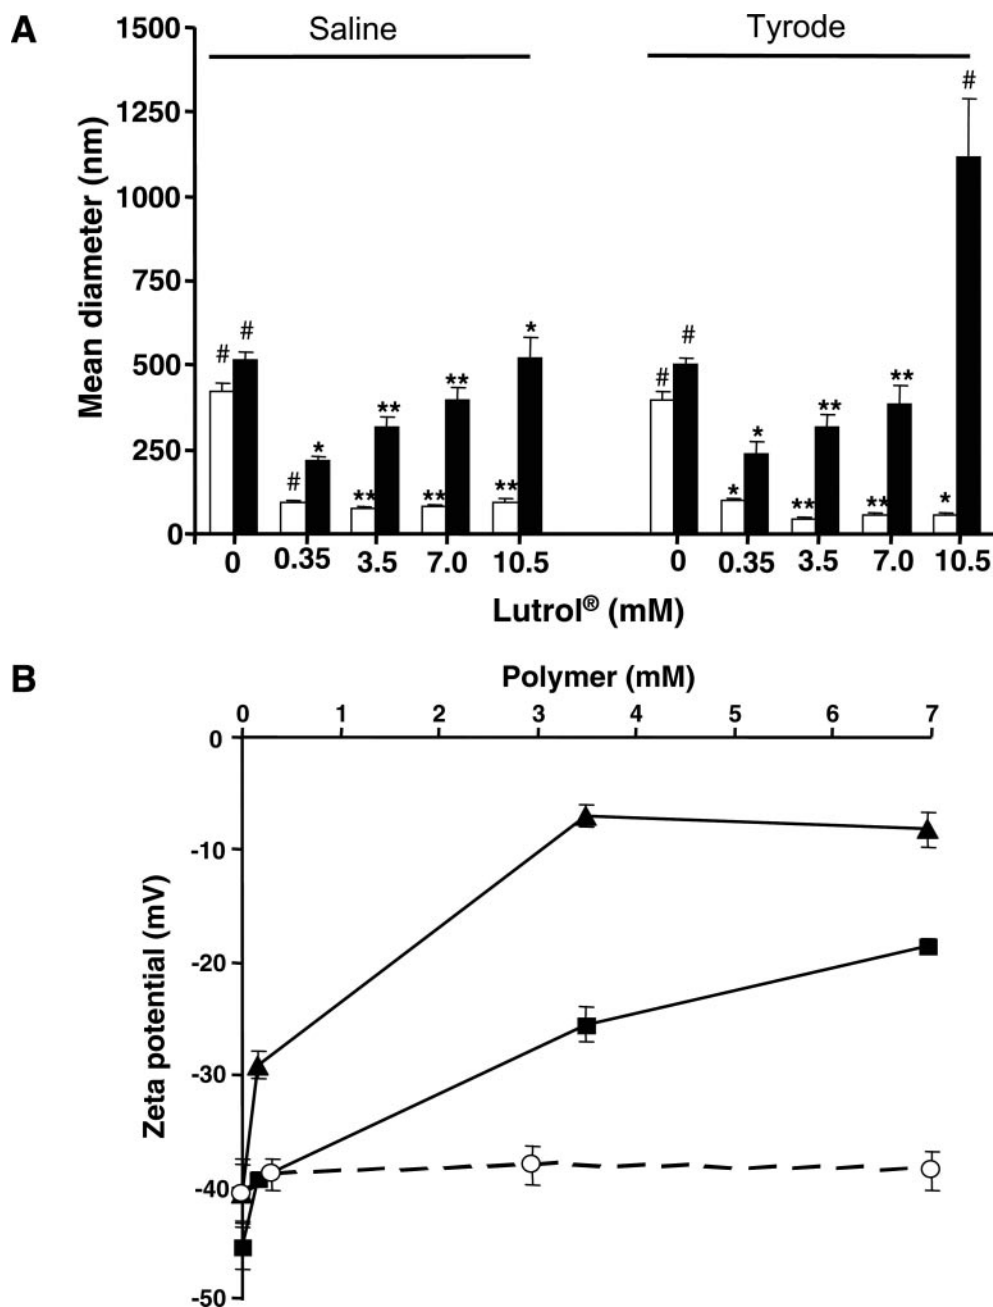 A
Saline
Tyrode
1500
1250
1000
750
500
250
0
Mean diameter (nm)
# # # * ** ** ** ** ** *
# # * * ** ** ** ** * #
0 0.35 3.5 7.0 10.5 0 0.35 3.5 7.0 10.5
Lutrol® (mM)
B
Polymer (mM)
0 1 2 3 4 5 6 7
0
-10
-20
-30
-40
-50
Zeta potential (mV)